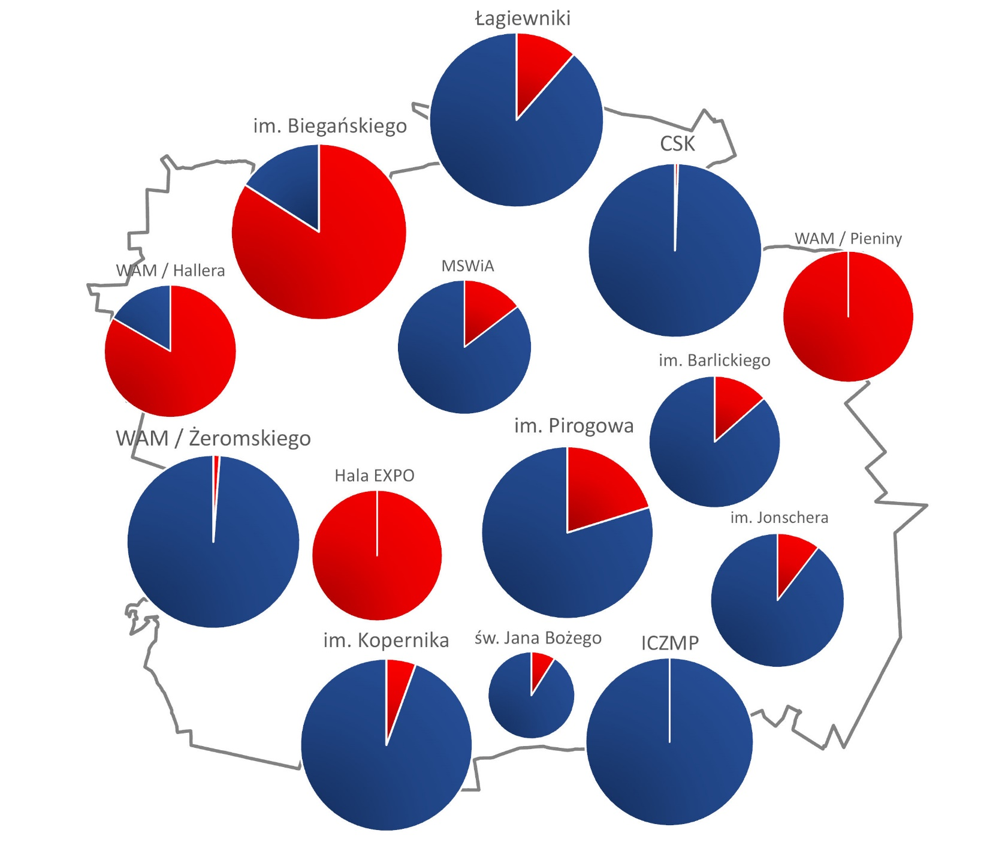 Łagiewniki
im. Biegańskiego
CSK
WAM / Pieniny
MSWiA
WAM / Hallera
im. Barlickiego
im. Pirogowa
WAM / Żeromskiego
Hala EXPO
im. Jonschera
im. Kopernika
św. Jana Bożego
ICZMP